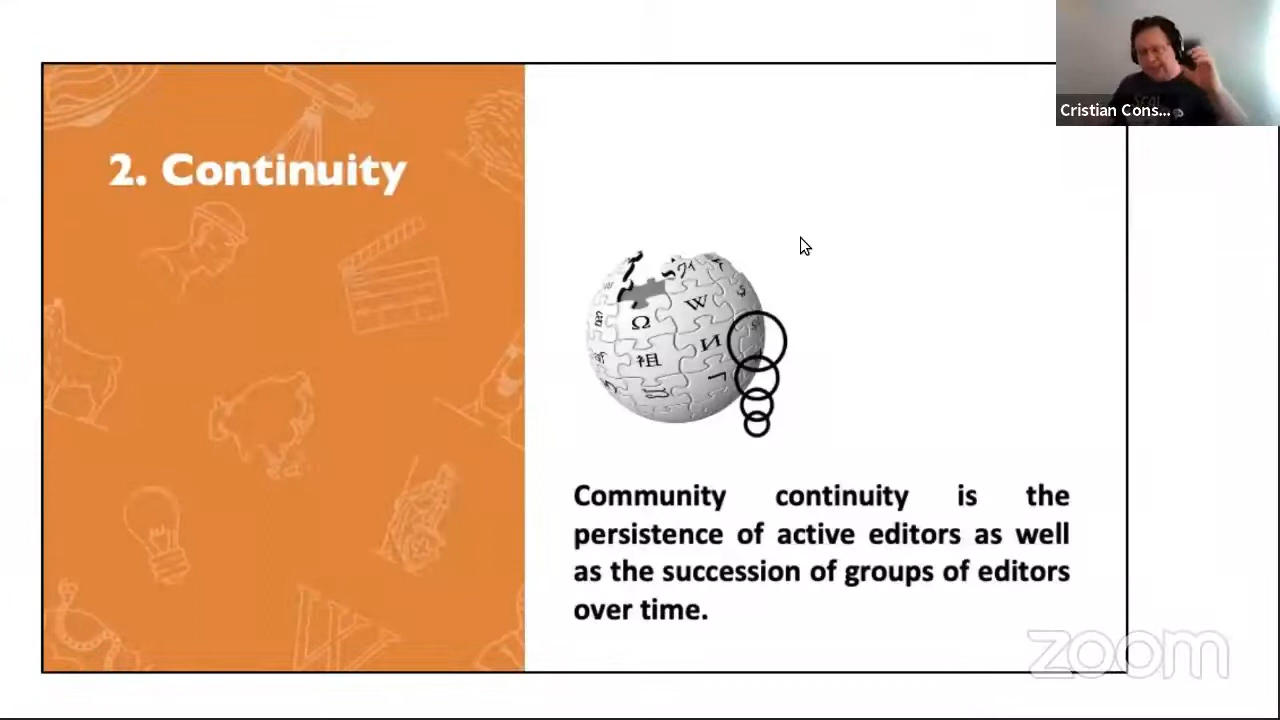 Cristian Cons...
2. Continuity
W
Ω
И
祖
Community continuity is the
persistence of active editors as well
as the succession of groups of editors
over time.
zoom